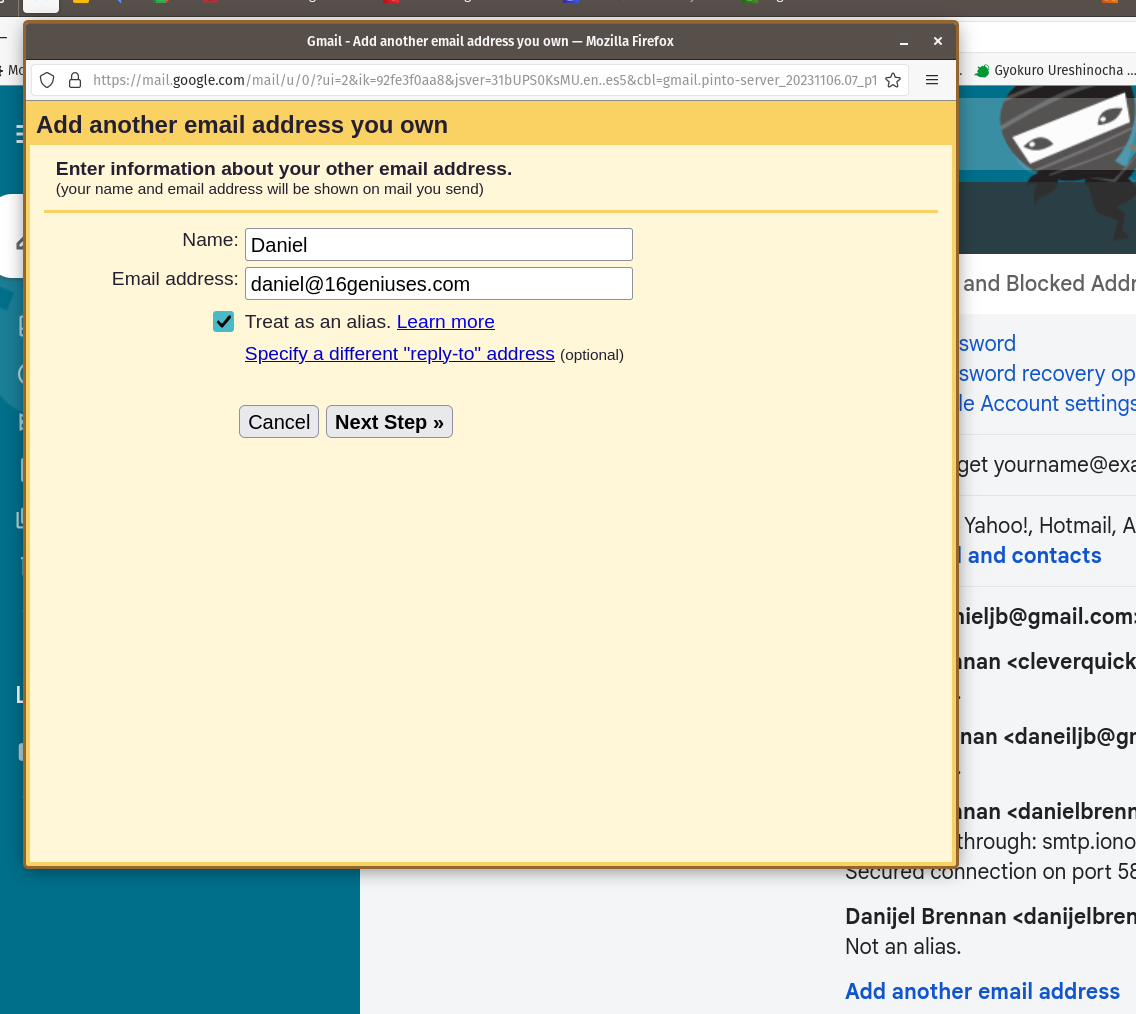 Gmail - Add another email address you own — Mozilla Firefox
https://mail.google.com/mail/u/0/?ui=2&ik=92fe3f0aa8&jsver=31bUPS0KsMU.en..es5&cbl=gmail.pinto-server_20231106.07_p1
Gyokuro Ureshinocha ...
Add another email address you own
Enter information about your other email address.
(your name and email address will be shown on mail you send)
Name: Daniel
Email address: daniel@16geniuses.com
Treat as an alias. Learn more
Specify a different "reply-to" address (optional)
Cancel Next Step »
and Blocked Addr
sword
sword recovery op
le Account settings
get yourname@exa
Yahoo!, Hotmail, A
and contacts
nieljb@gmail.com>
nnan <cleverquick
nan <daneiljb@gr
nnan <danielbrenn
through: smtp.iono
Secured connection on port 58
Danijel Brennan <danijelbren
Not an alias.
Add another email address